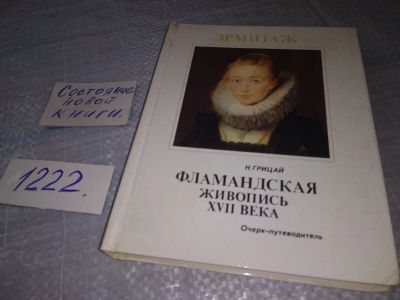 Состояние
новой
книги.
1222.
ЭРМИТАЖ
Н. ГРИЦАЙ
ФЛАМАНДСКАЯ
ЖИВОПИСЬ
XVII ВЕКА
Очерк-путеводитель